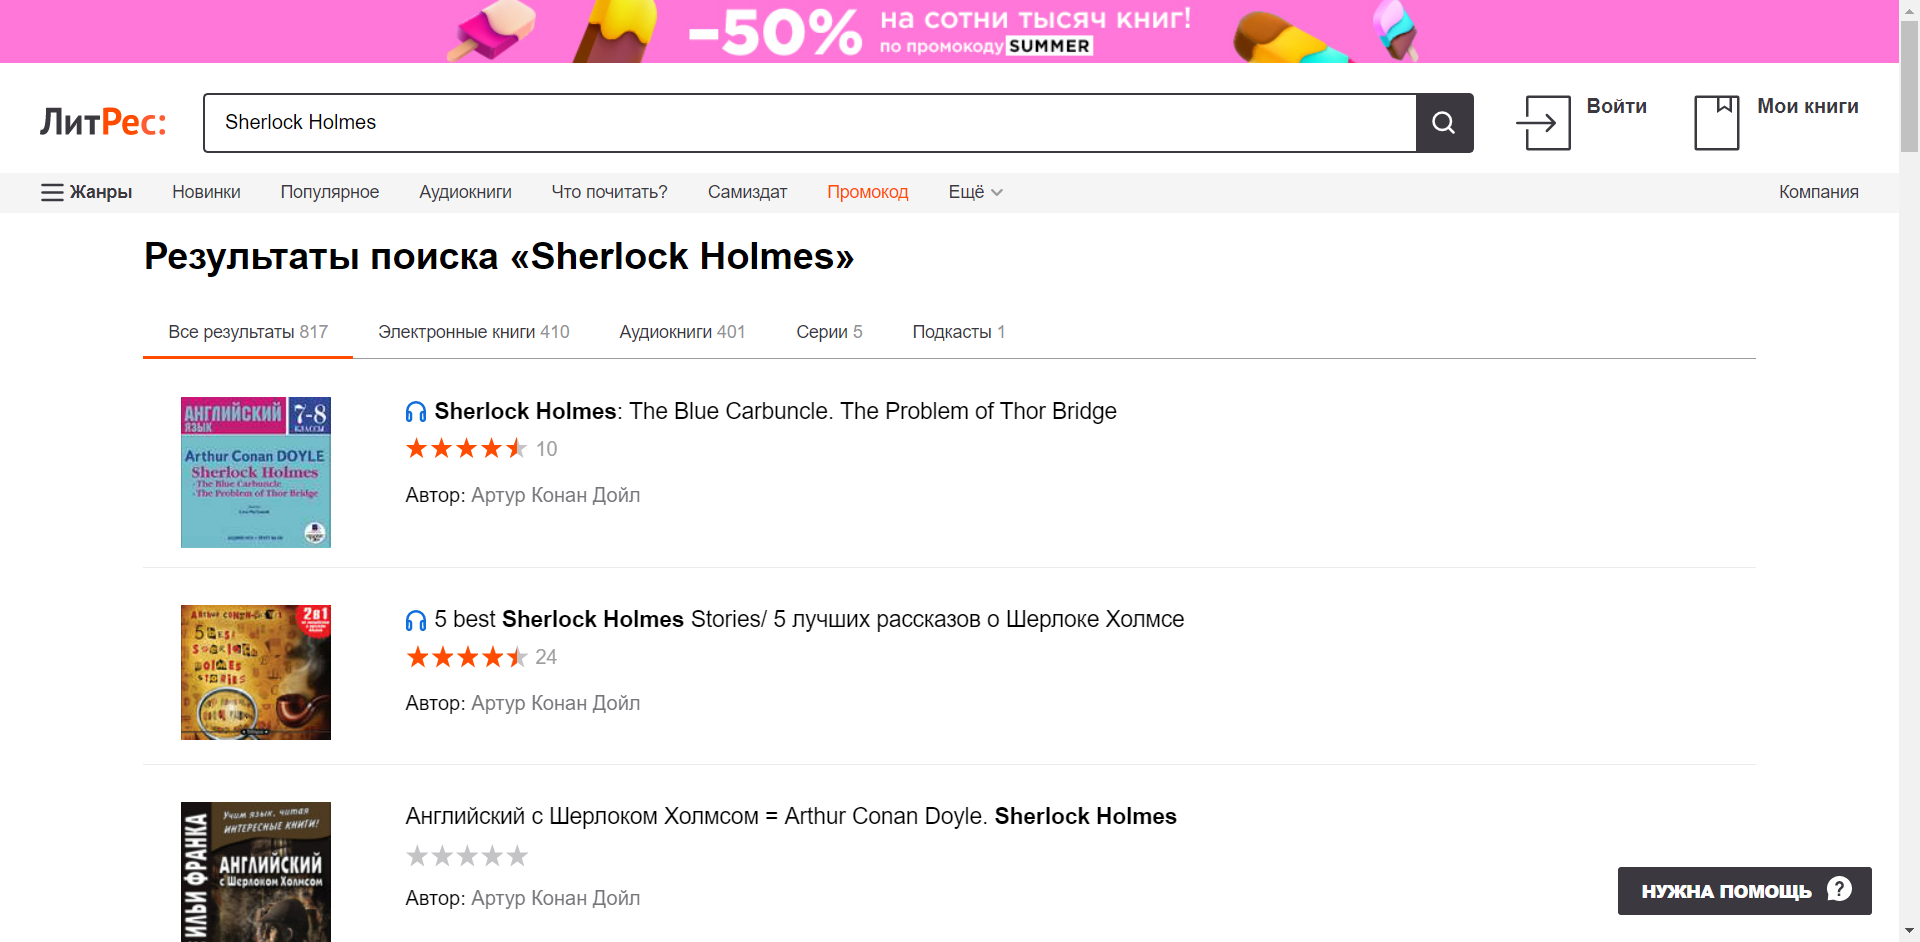 –50% на сотни тысяч книг!
по промокоду SUMMER
ЛитРес:
Sherlock Holmes
Войти
Мои книги
Жанры Новинки Популярное Аудиокниги Что почитать? Самиздат Промокод Ещё Компания
Результаты поиска «Sherlock Holmes»
Все результаты 817 Электронные книги 410 Аудиокниги 401 Серии 5 Подкасты 1
АНГЛИЙСКИЙ ЯЗЫК
7-8 КЛАССЫ
Arthur Conan DOYLE
Sherlock Holmes
- The Blue Carbuncle
- The Problem of Thor Bridge
Sherlock Holmes: The Blue Carbuncle. The Problem of Thor Bridge
10
Автор: Артур Конан Дойл
2в1
5 best Sherlock Holmes Stories/ 5 лучших рассказов о Шерлоке Холмсе
24
Автор: Артур Конан Дойл
Учим язык, читая
ИНТЕРЕСНЫЕ КНИГИ!
ИЛЬИ ФРАНКА
АНГЛИЙСКИЙ
с Шерлоком Холмсом
Английский с Шерлоком Холмсом = Arthur Conan Doyle. Sherlock Holmes
Автор: Артур Конан Дойл
НУЖНА ПОМОЩЬ ?